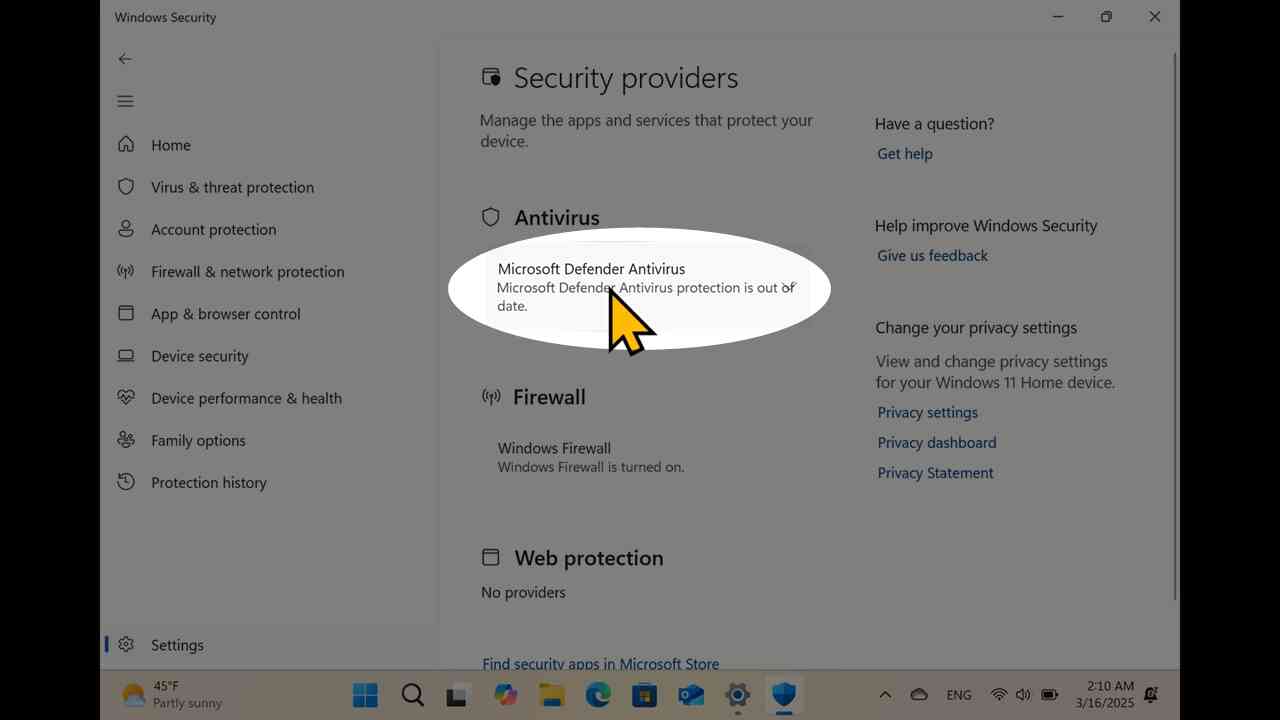 Windows Security
Home
Virus & threat protection
Account protection
Firewall & network protection
App & browser control
Device security
Device performance & health
Family options
Protection history
Settings
Security providers
Manage the apps and services that protect your
device.
Antivirus
Microsoft Defender Antivirus
Microsoft Defender Antivirus protection is out of
date.
Firewall
Windows Firewall
Windows Firewall is turned on.
Web protection
No providers
Find security apps in Microsoft Store
Have a question?
Get help
Help improve Windows Security
Give us feedback
Change your privacy settings
View and change privacy settings
for your Windows 11 Home device.
Privacy settings
Privacy dashboard
Privacy Statement
45°F
Partly sunny
ENG
2:10 AM
3/16/2025